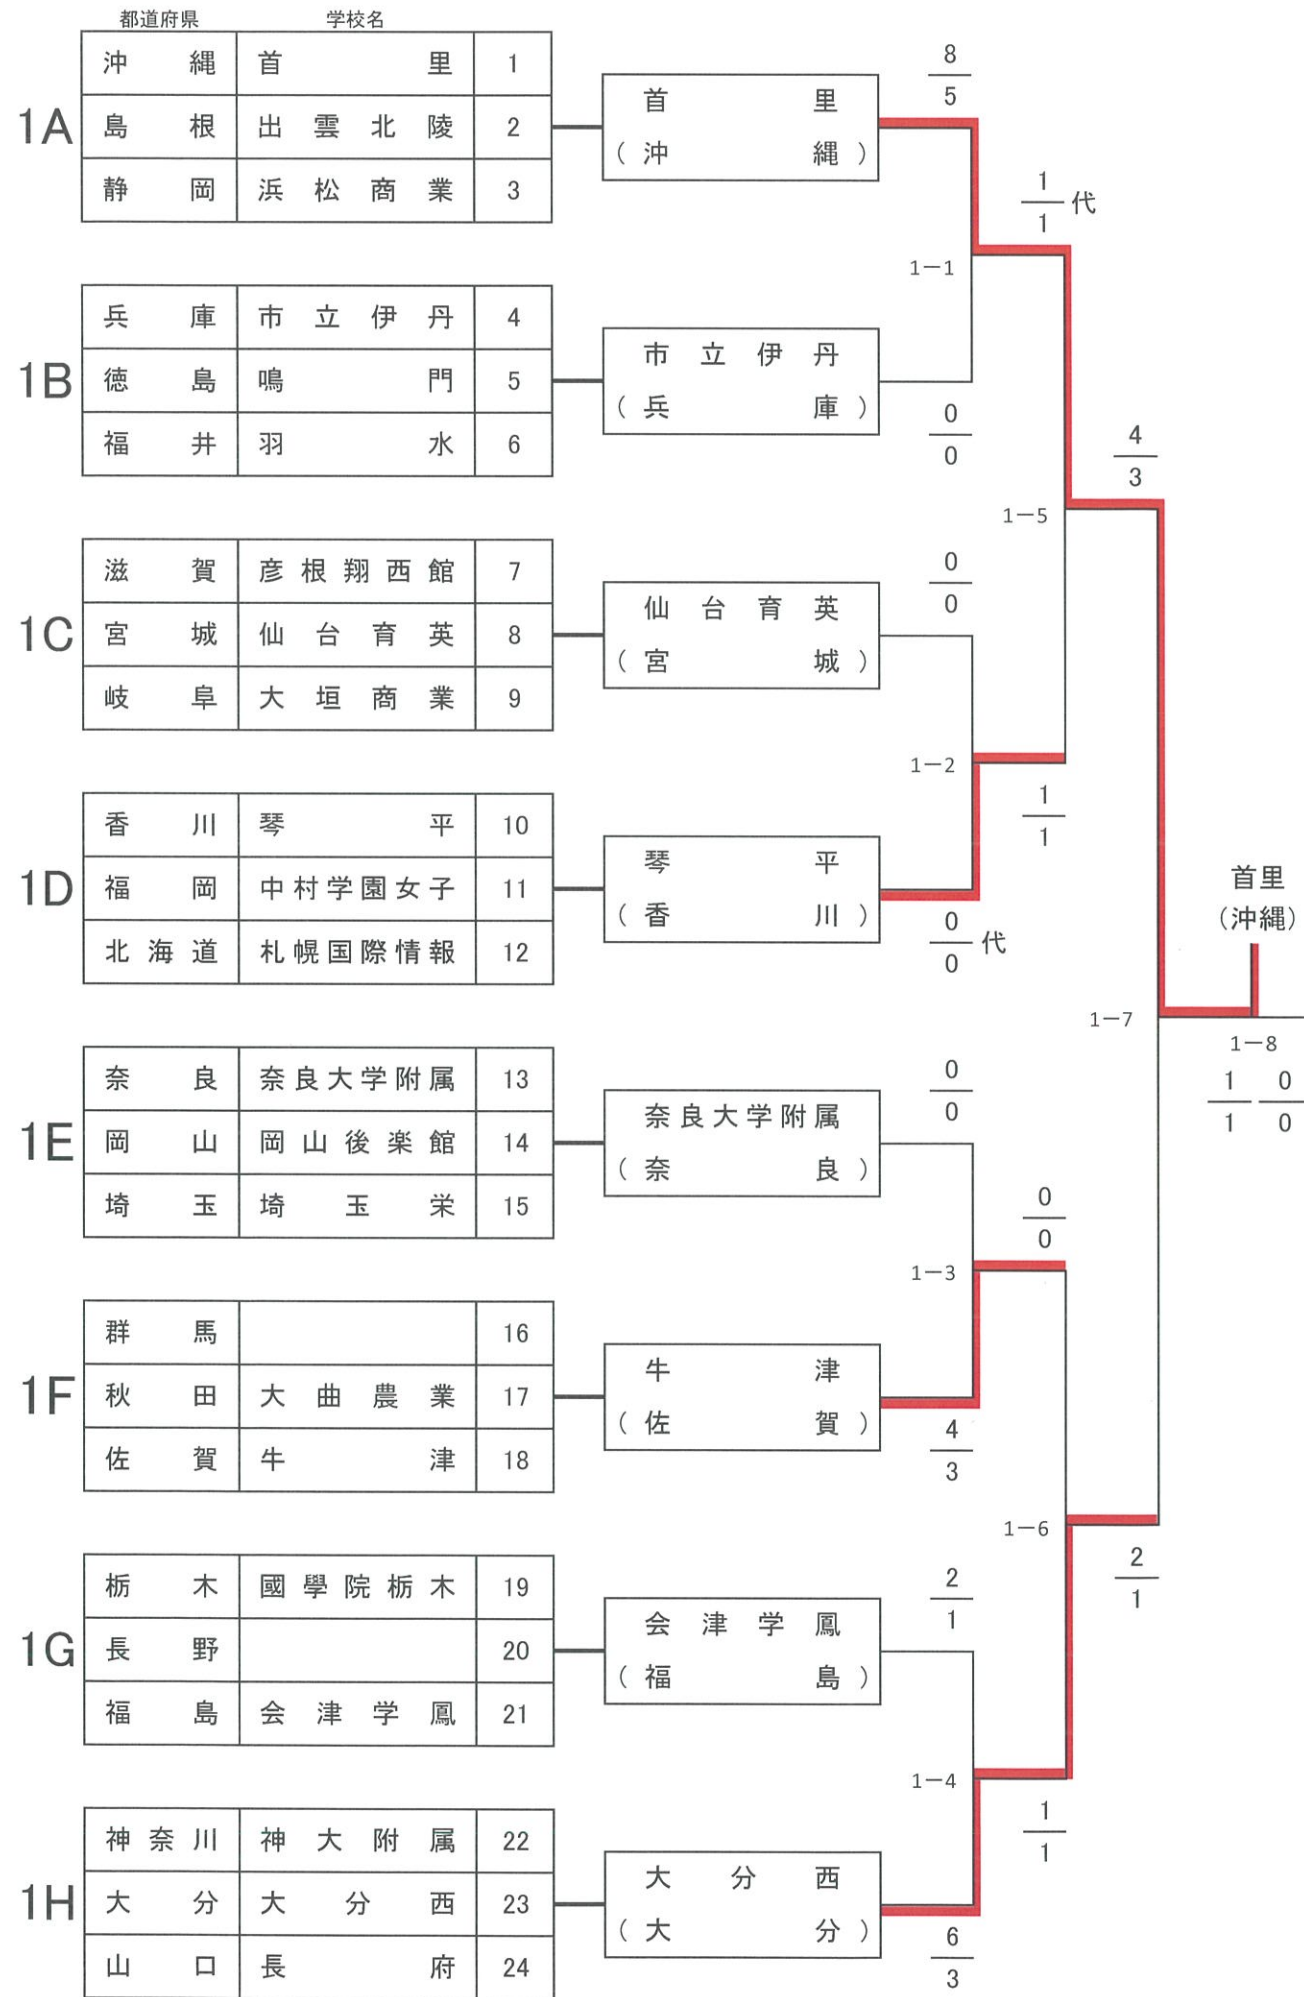 都道府県 学校名
沖縄 首里 1
1A 島根 出雲北陵 2
静岡 浜松商業 3
首里
(沖縄)
8
5
1
1 代
1－1
兵庫 市立伊丹 4
1B 徳島 鳴門 5
福井 羽水 6
市立伊丹
(兵庫)
0
0
4
3
1－5
滋賀 彦根翔西館 7
1C 宮城 仙台育英 8
岐阜 大垣商業 9
仙台育英
(宮城)
0
0
1－2
1
1
香川 琴平 10
1D 福岡 中村学園女子 11
北海道 札幌国際情報 12
琴平
(香川)
0
0 代
首里
(沖縄)
1－7
1－8
1 0
1 0
奈良 奈良大学附属 13
1E 岡山 岡山後楽館 14
埼玉 埼玉栄 15
奈良大学附属
(奈良)
0
0
0
0
1－3
群馬 16
1F 秋田 大曲農業 17
佐賀 牛津 18
牛津
(佐賀)
4
3
1－6
2
1
栃木 國學院栃木 19
1G 長野 20
福島 会津学鳳 21
会津学鳳
(福島)
2
1
1－4
1
1
神奈川 神大附属 22
1H 大分 大分西 23
山口 長府 24
大分西
(大分)
6
3